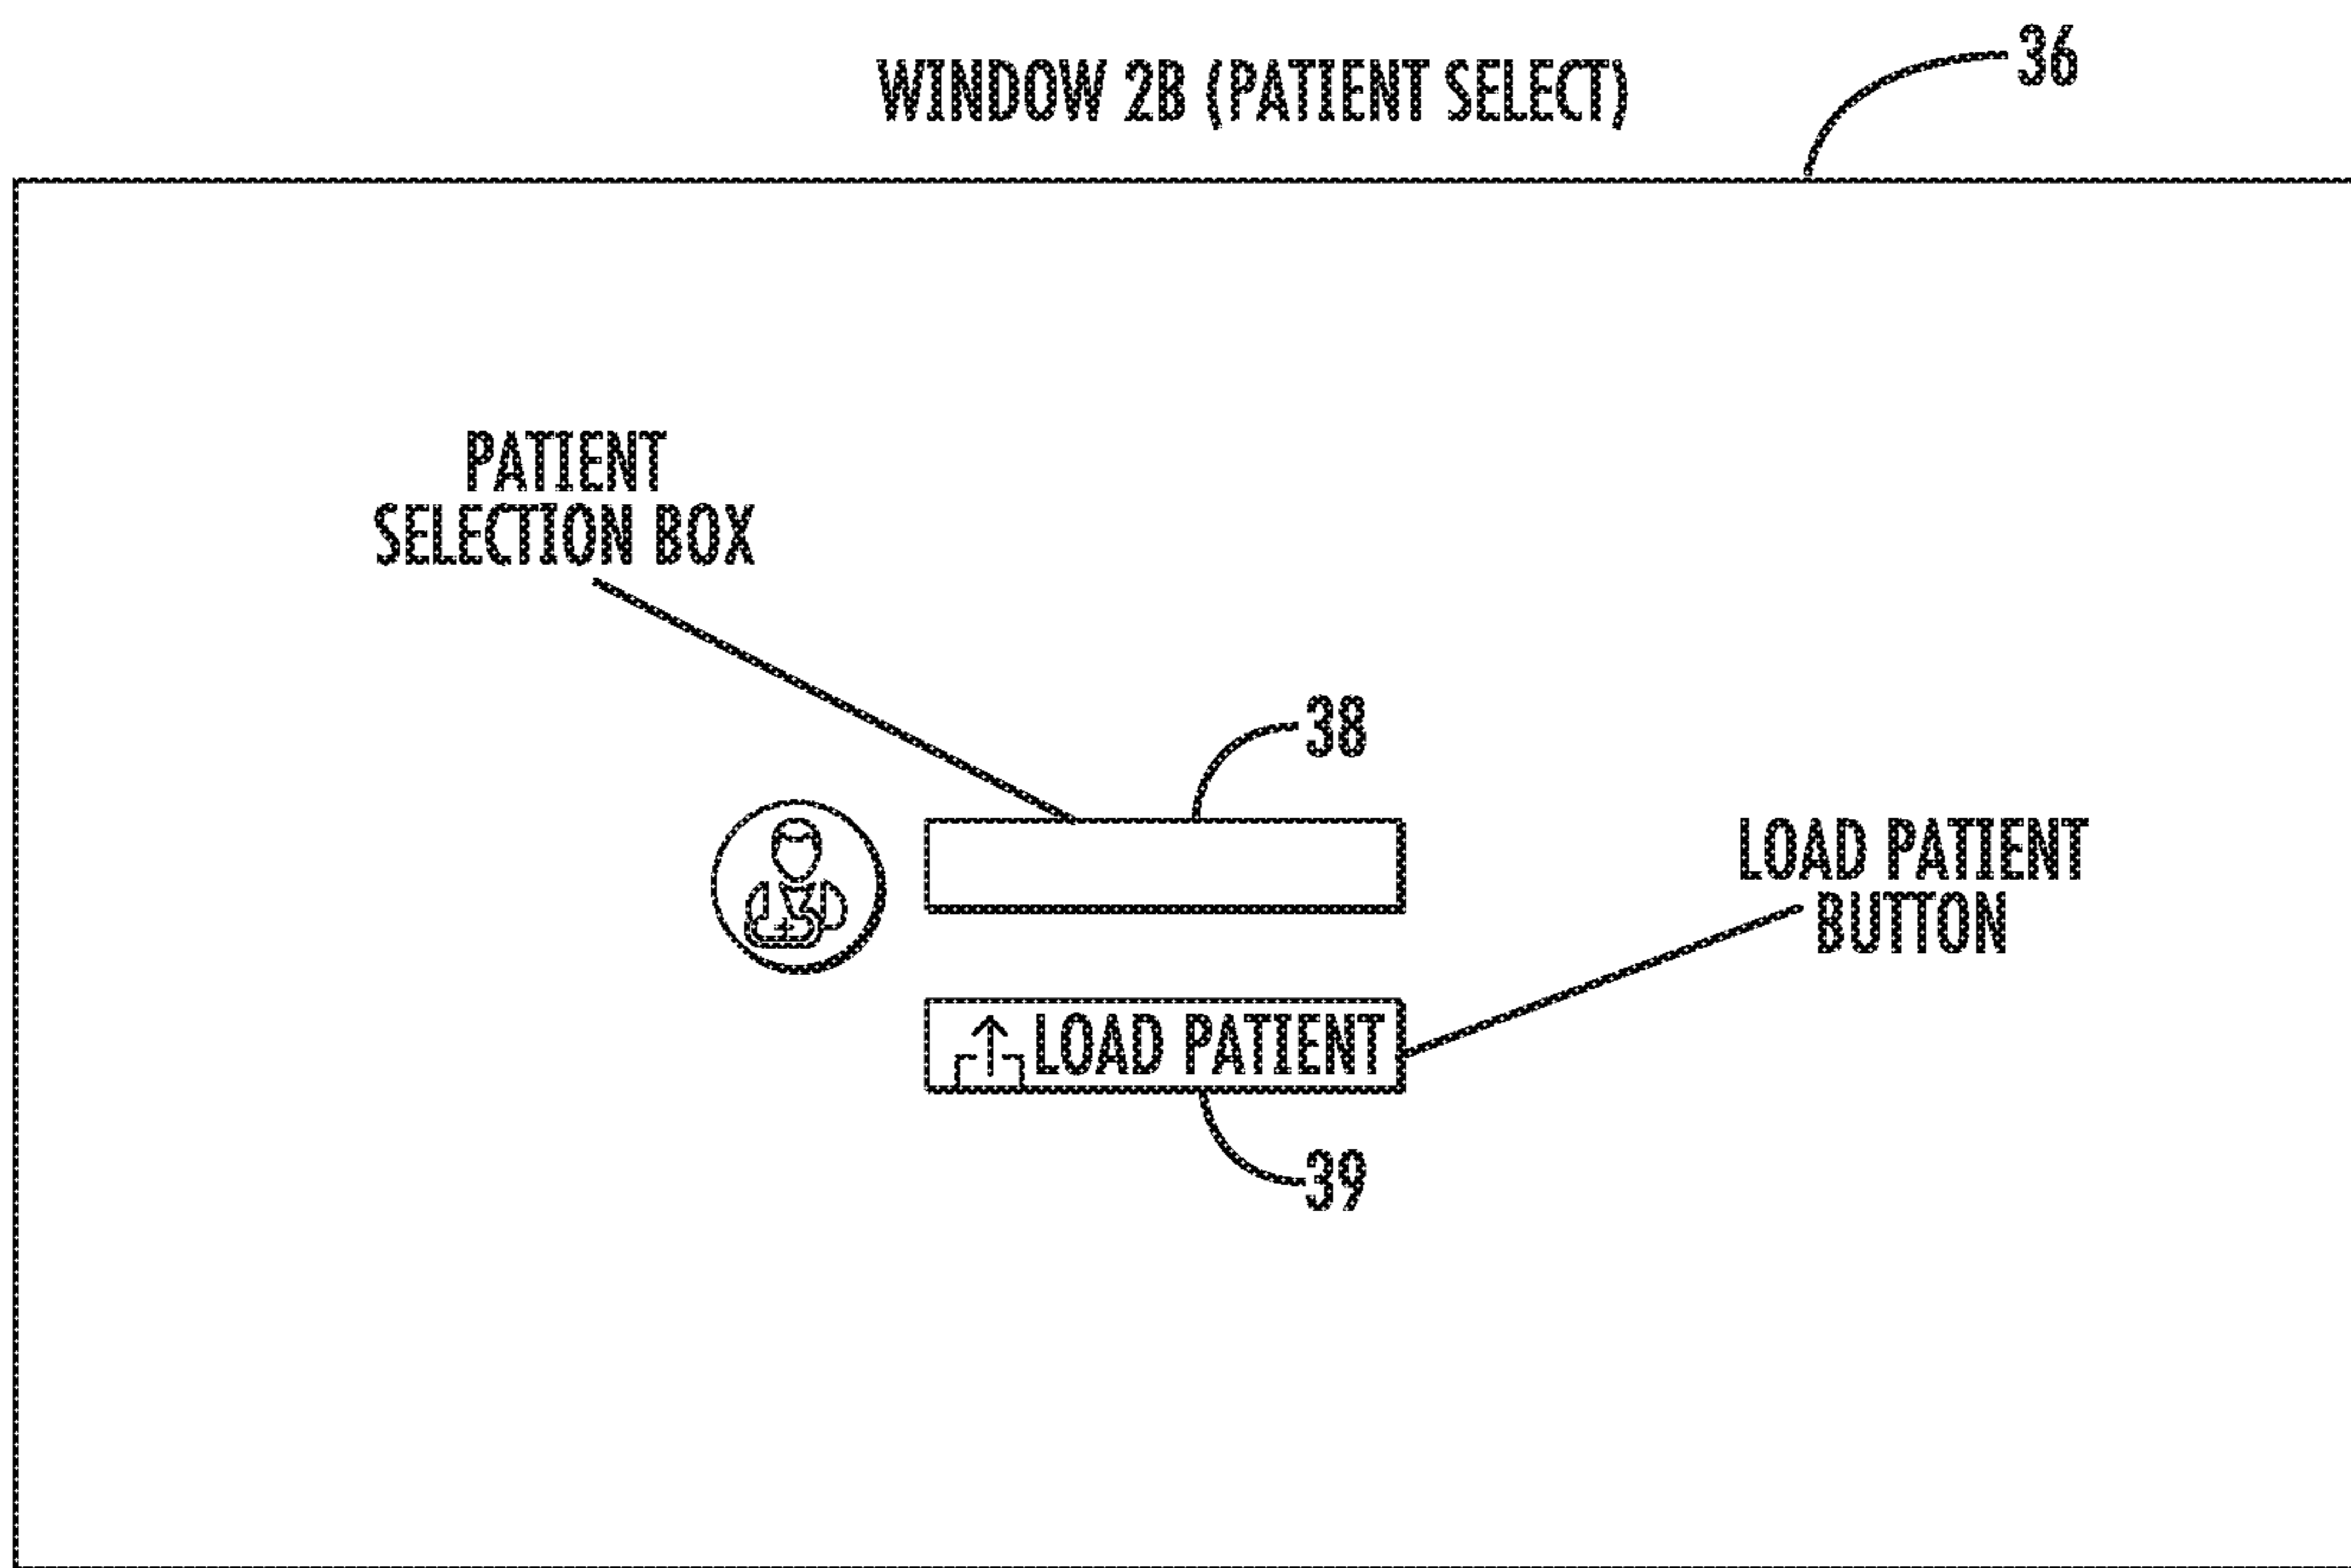 WINDOW 2B (PATIENT SELECT)
36
PATIENT
SELECTION BOX
38
LOAD PATIENT
BUTTON
LOAD PATIENT
39